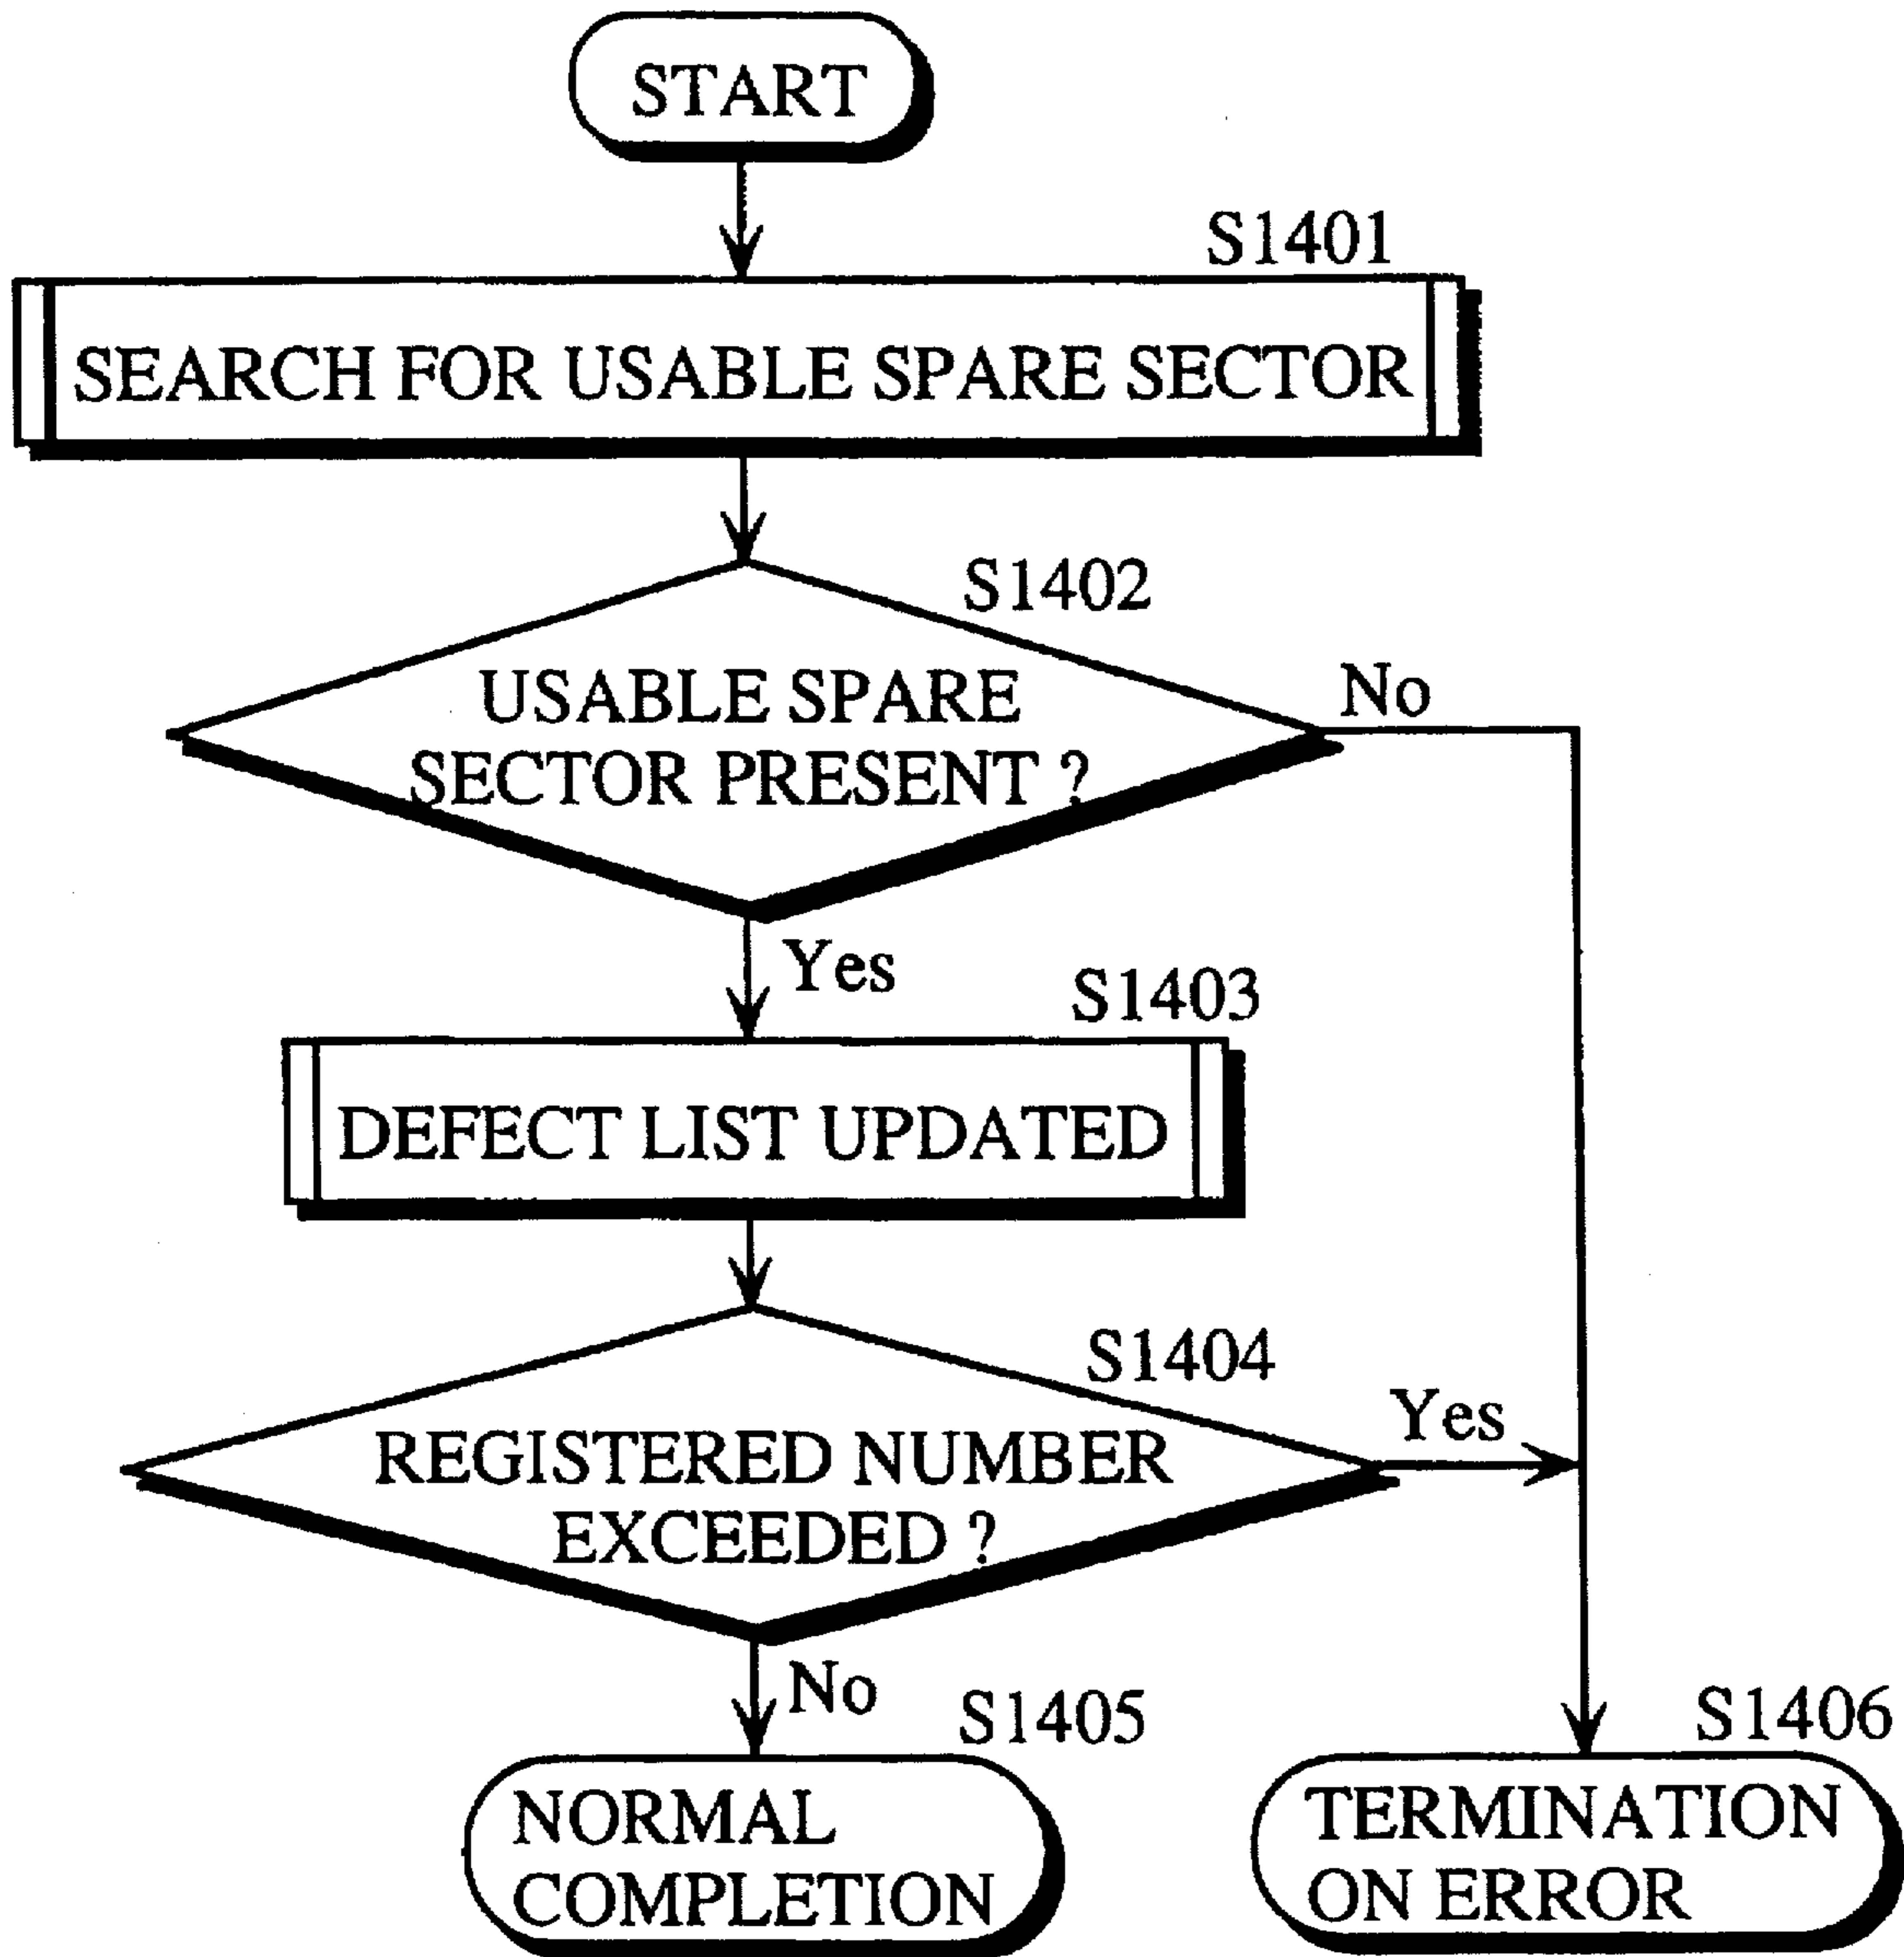 START
S1401
SEARCH FOR USABLE SPARE SECTOR
S1402
USABLE SPARE
SECTOR PRESENT ?
No
Yes
S1403
DEFECT LIST UPDATED
S1404
REGISTERED NUMBER
EXCEEDED ?
Yes
No
S1405
NORMAL
COMPLETION
S1406
TERMINATION
ON ERROR